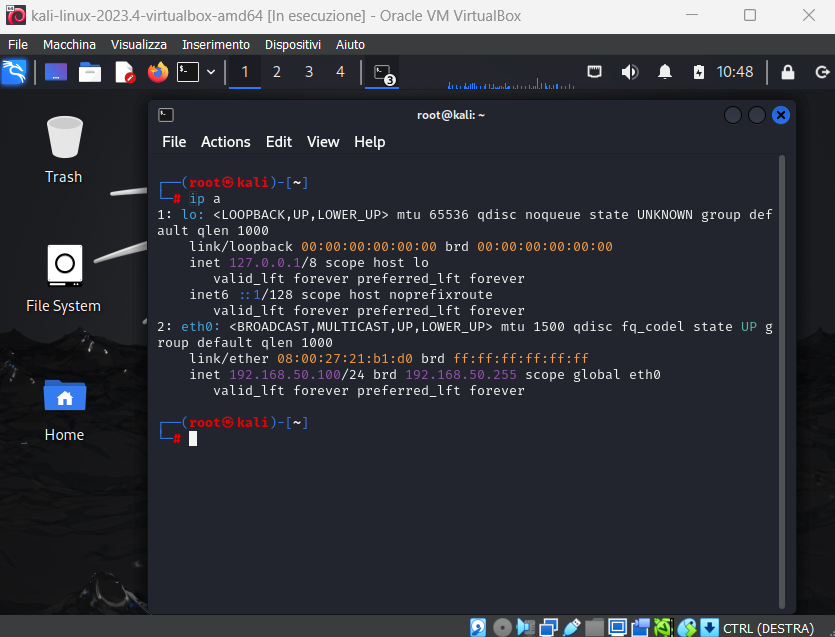 kali-linux-2023.4-virtualbox-amd64 [In esecuzione] - Oracle VM VirtualBox
File Macchina Visualizza Inserimento Dispositivi Aiuto
1 2 3 4 3 10:48
root@kali: ~
File Actions Edit View Help
Trash
File System
Home
┌──(root㉿kali)-[~]
└─# ip a
1: lo: <LOOPBACK,UP,LOWER_UP> mtu 65536 qdisc noqueue state UNKNOWN group def
ault qlen 1000
link/loopback 00:00:00:00:00:00 brd 00:00:00:00:00:00
inet 127.0.0.1/8 scope host lo
valid_lft forever preferred_lft forever
inet6 ::1/128 scope host noprefixroute
valid_lft forever preferred_lft forever
2: eth0: <BROADCAST,MULTICAST,UP,LOWER_UP> mtu 1500 qdisc fq_codel state UP g
roup default qlen 1000
link/ether 08:00:27:21:b1:d0 brd ff:ff:ff:ff:ff:ff
inet 192.168.50.100/24 brd 192.168.50.255 scope global eth0
valid_lft forever preferred_lft forever
┌──(root㉿kali)-[~]
└─#
CTRL (DESTRA)